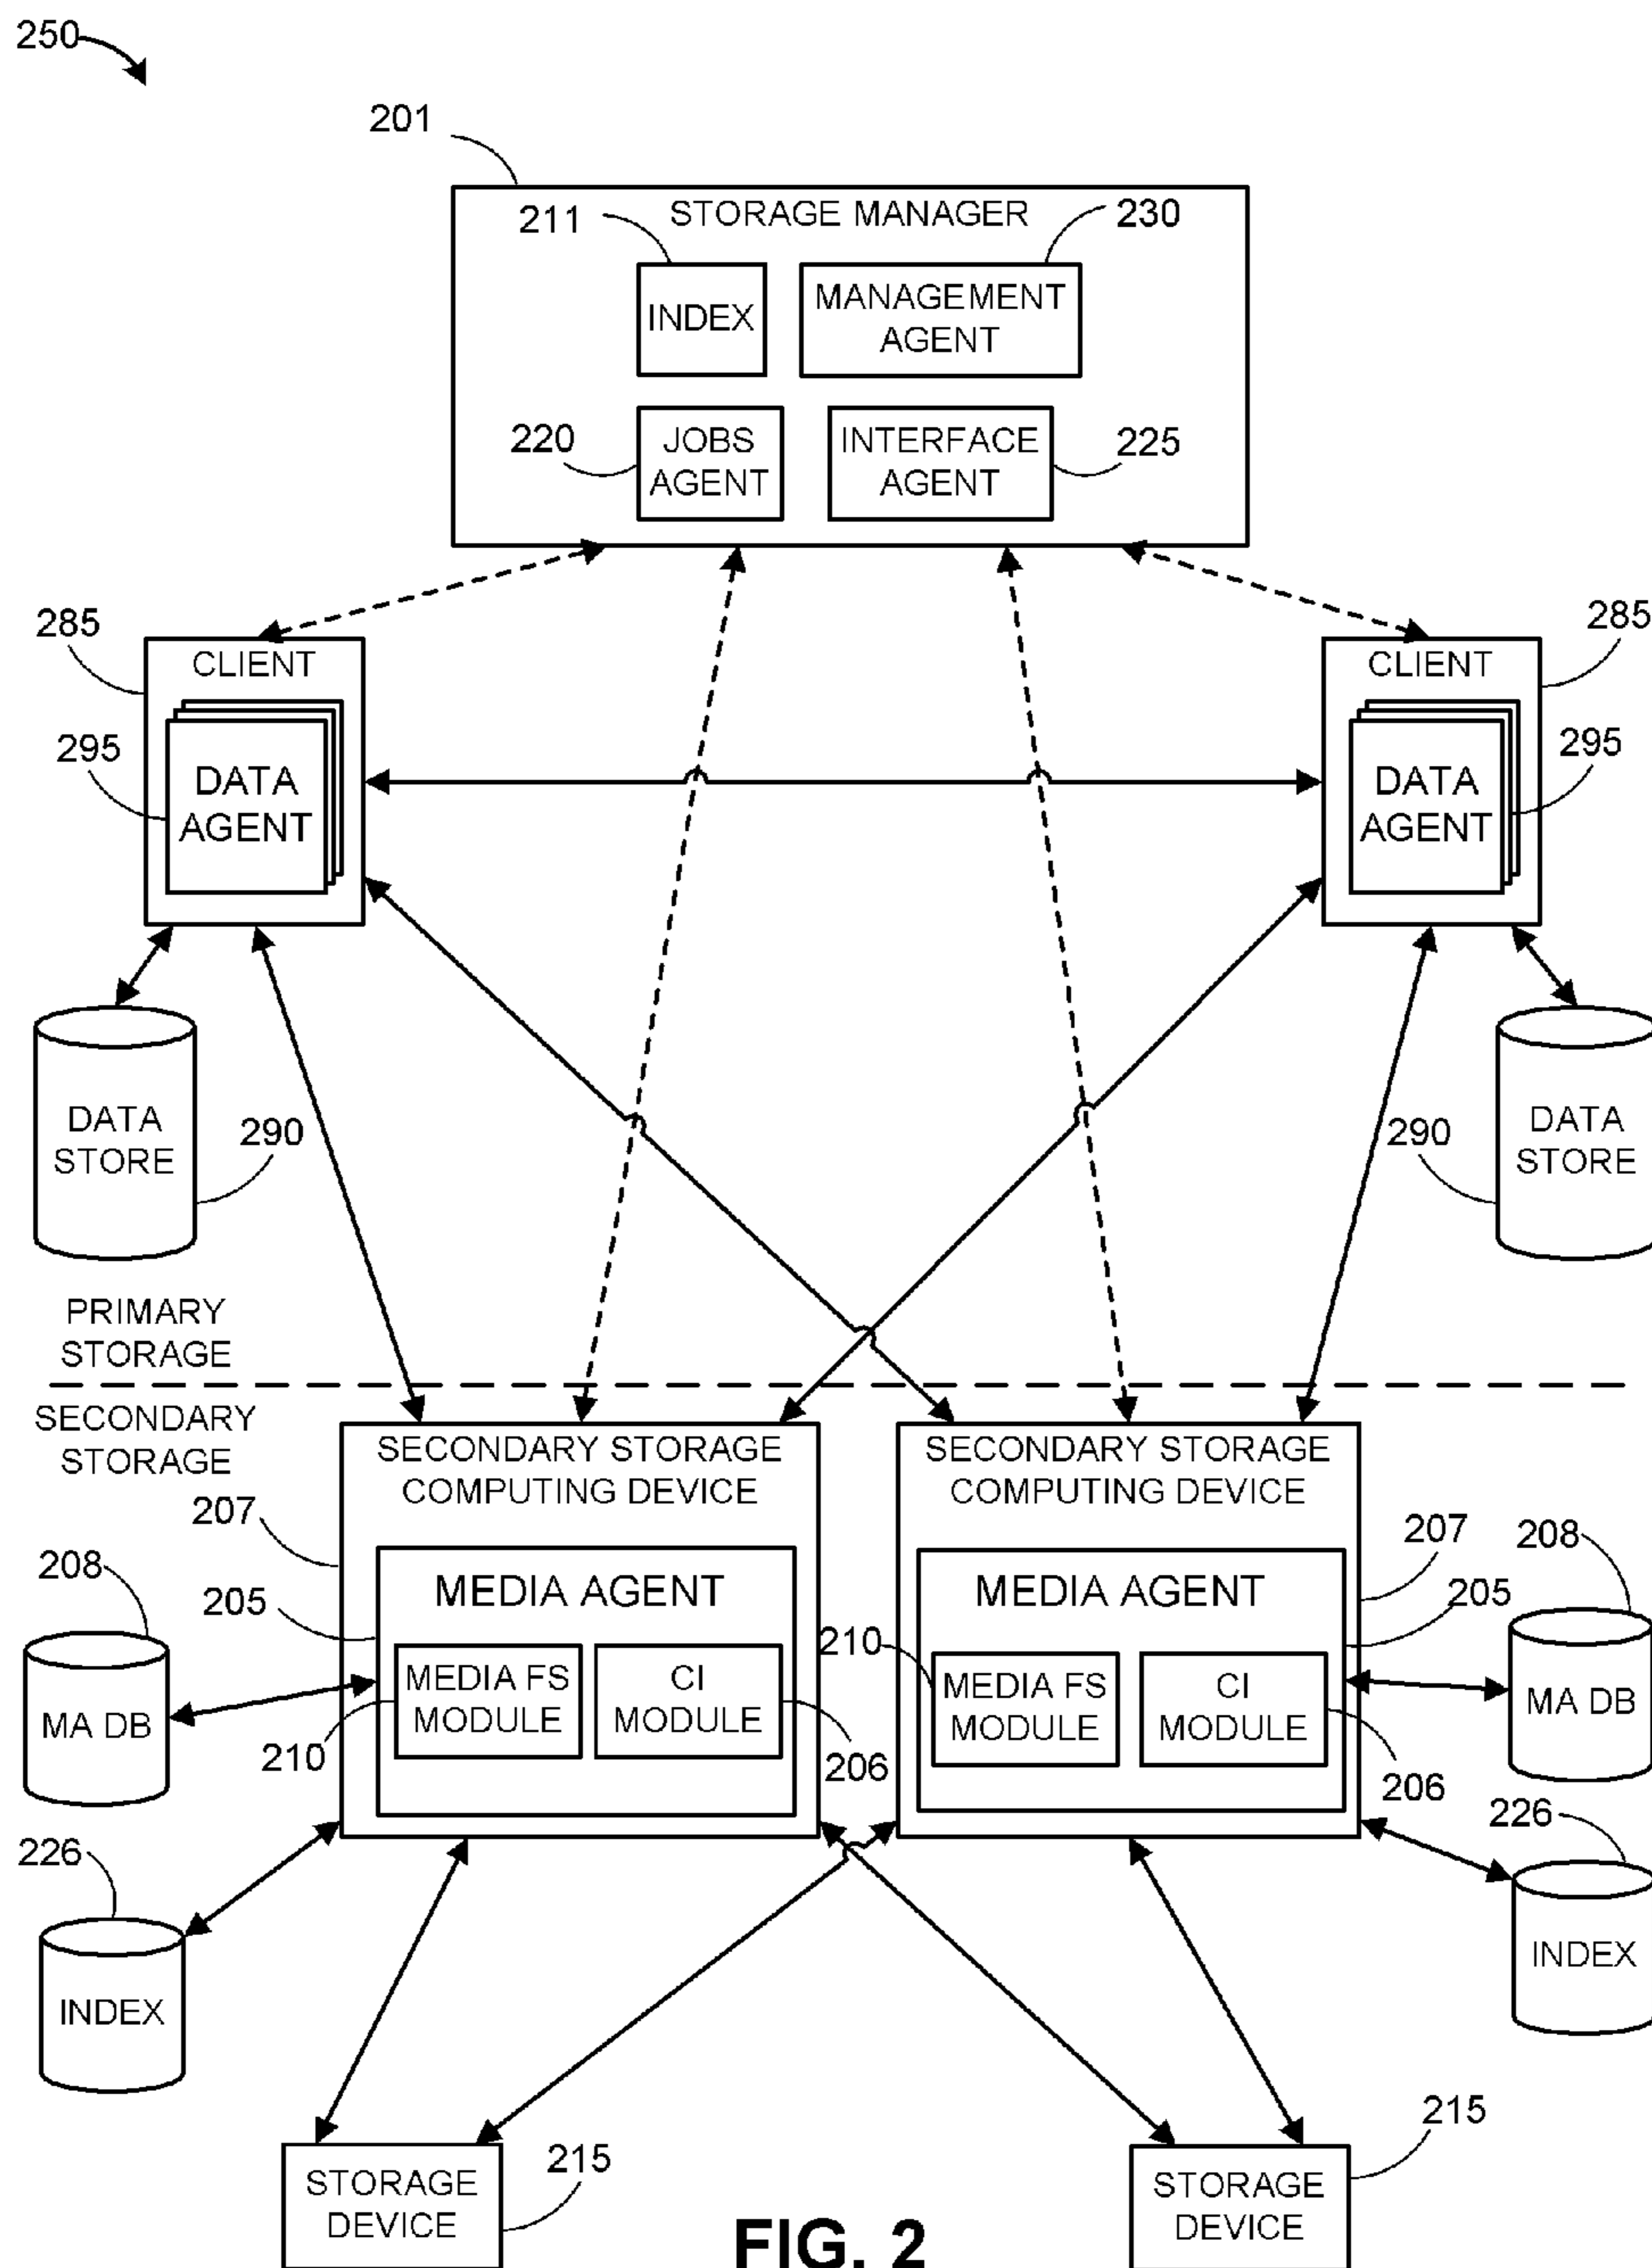 250
201
STORAGE MANAGER
211
230
INDEX
MANAGEMENT
AGENT
220
JOBS
AGENT
INTERFACE
AGENT
225
285
CLIENT
295
DATA
AGENT
285
CLIENT
295
DATA
AGENT
DATA
STORE
290
290
DATA
STORE
PRIMARY
STORAGE
SECONDARY
STORAGE
SECONDARY STORAGE
COMPUTING DEVICE
SECONDARY STORAGE
COMPUTING DEVICE
207
207
208
208
205
MEDIA AGENT
MEDIA AGENT
205
210
MEDIA FS
MODULE
CI
MODULE
MEDIA FS
MODULE
CI
MODULE
MA DB
MA DB
210
206
206
226
226
INDEX
INDEX
215
215
STORAGE
DEVICE
STORAGE
DEVICE
FIG. 2